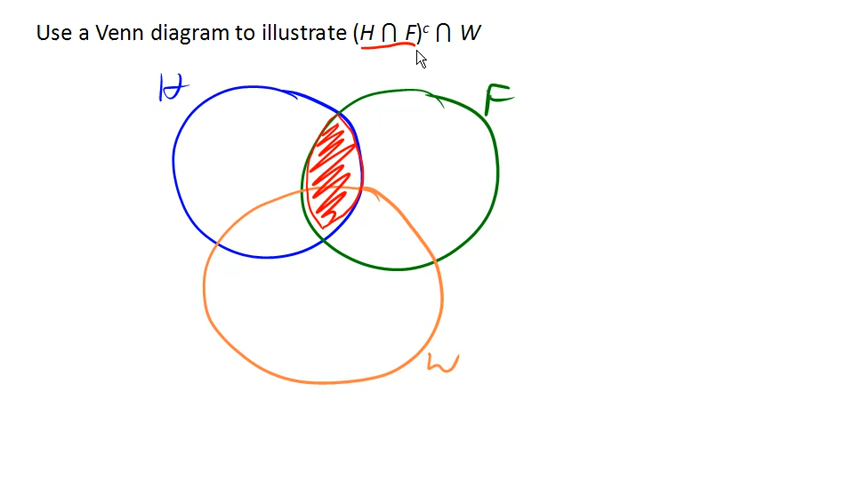 Use a Venn diagram to illustrate (H ⋂ F)ᶜ ⋂ W
H
F
W